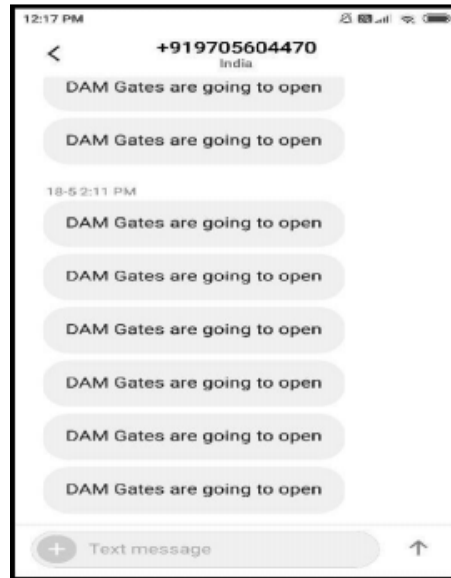 12:17 PM
+919705604470
India
DAM Gates are going to open
DAM Gates are going to open
18-5 2:11 PM
DAM Gates are going to open
DAM Gates are going to open
DAM Gates are going to open
DAM Gates are going to open
DAM Gates are going to open
DAM Gates are going to open
Text message